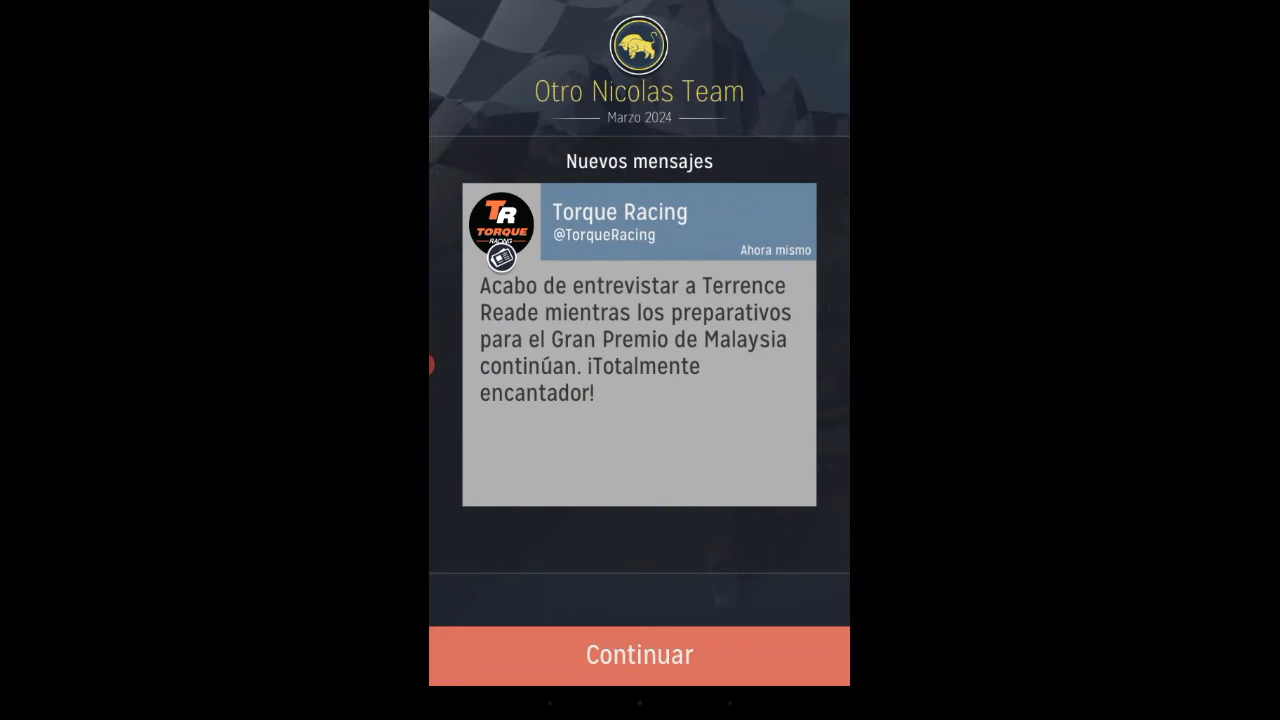 Otro Nicolas Team
Marzo 2024
Nuevos mensajes
TR
TORQUE
RACING
Torque Racing
@TorqueRacing
Ahora mismo
Acabo de entrevistar a Terrence
Reade mientras los preparativos
para el Gran Premio de Malaysia
continúan. ¡Totalmente
encantador!
Continuar